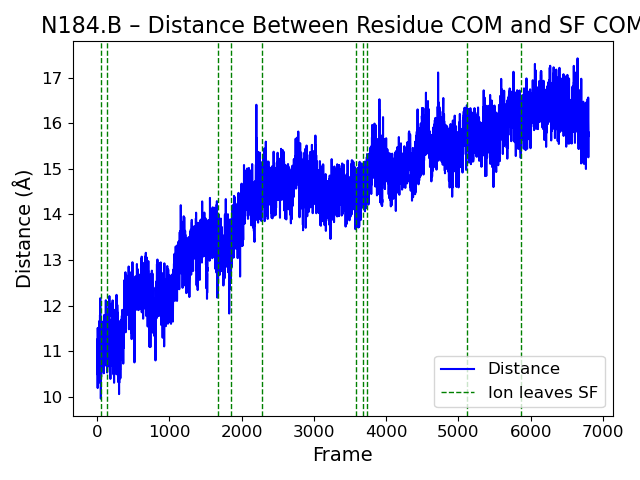 N184.B – Distance Between Residue COM and SF COM
17
16
15
14
13
12
11
10
Distance (Å)
Distance
Ion leaves SF
0 1000 2000 3000 4000 5000 6000 7000
Frame